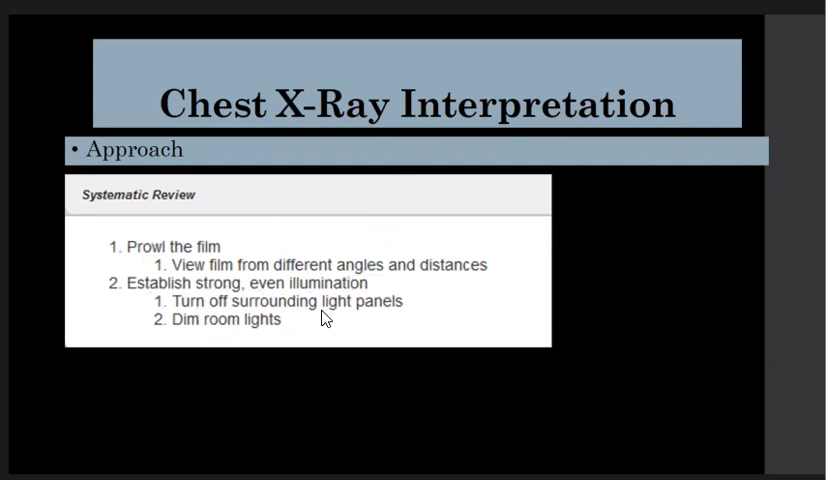 Chest X-Ray Interpretation
• Approach
Systematic Review
1. Prowl the film
1. View film from different angles and distances
2. Establish strong, even illumination
1. Turn off surrounding light panels
2. Dim room lights